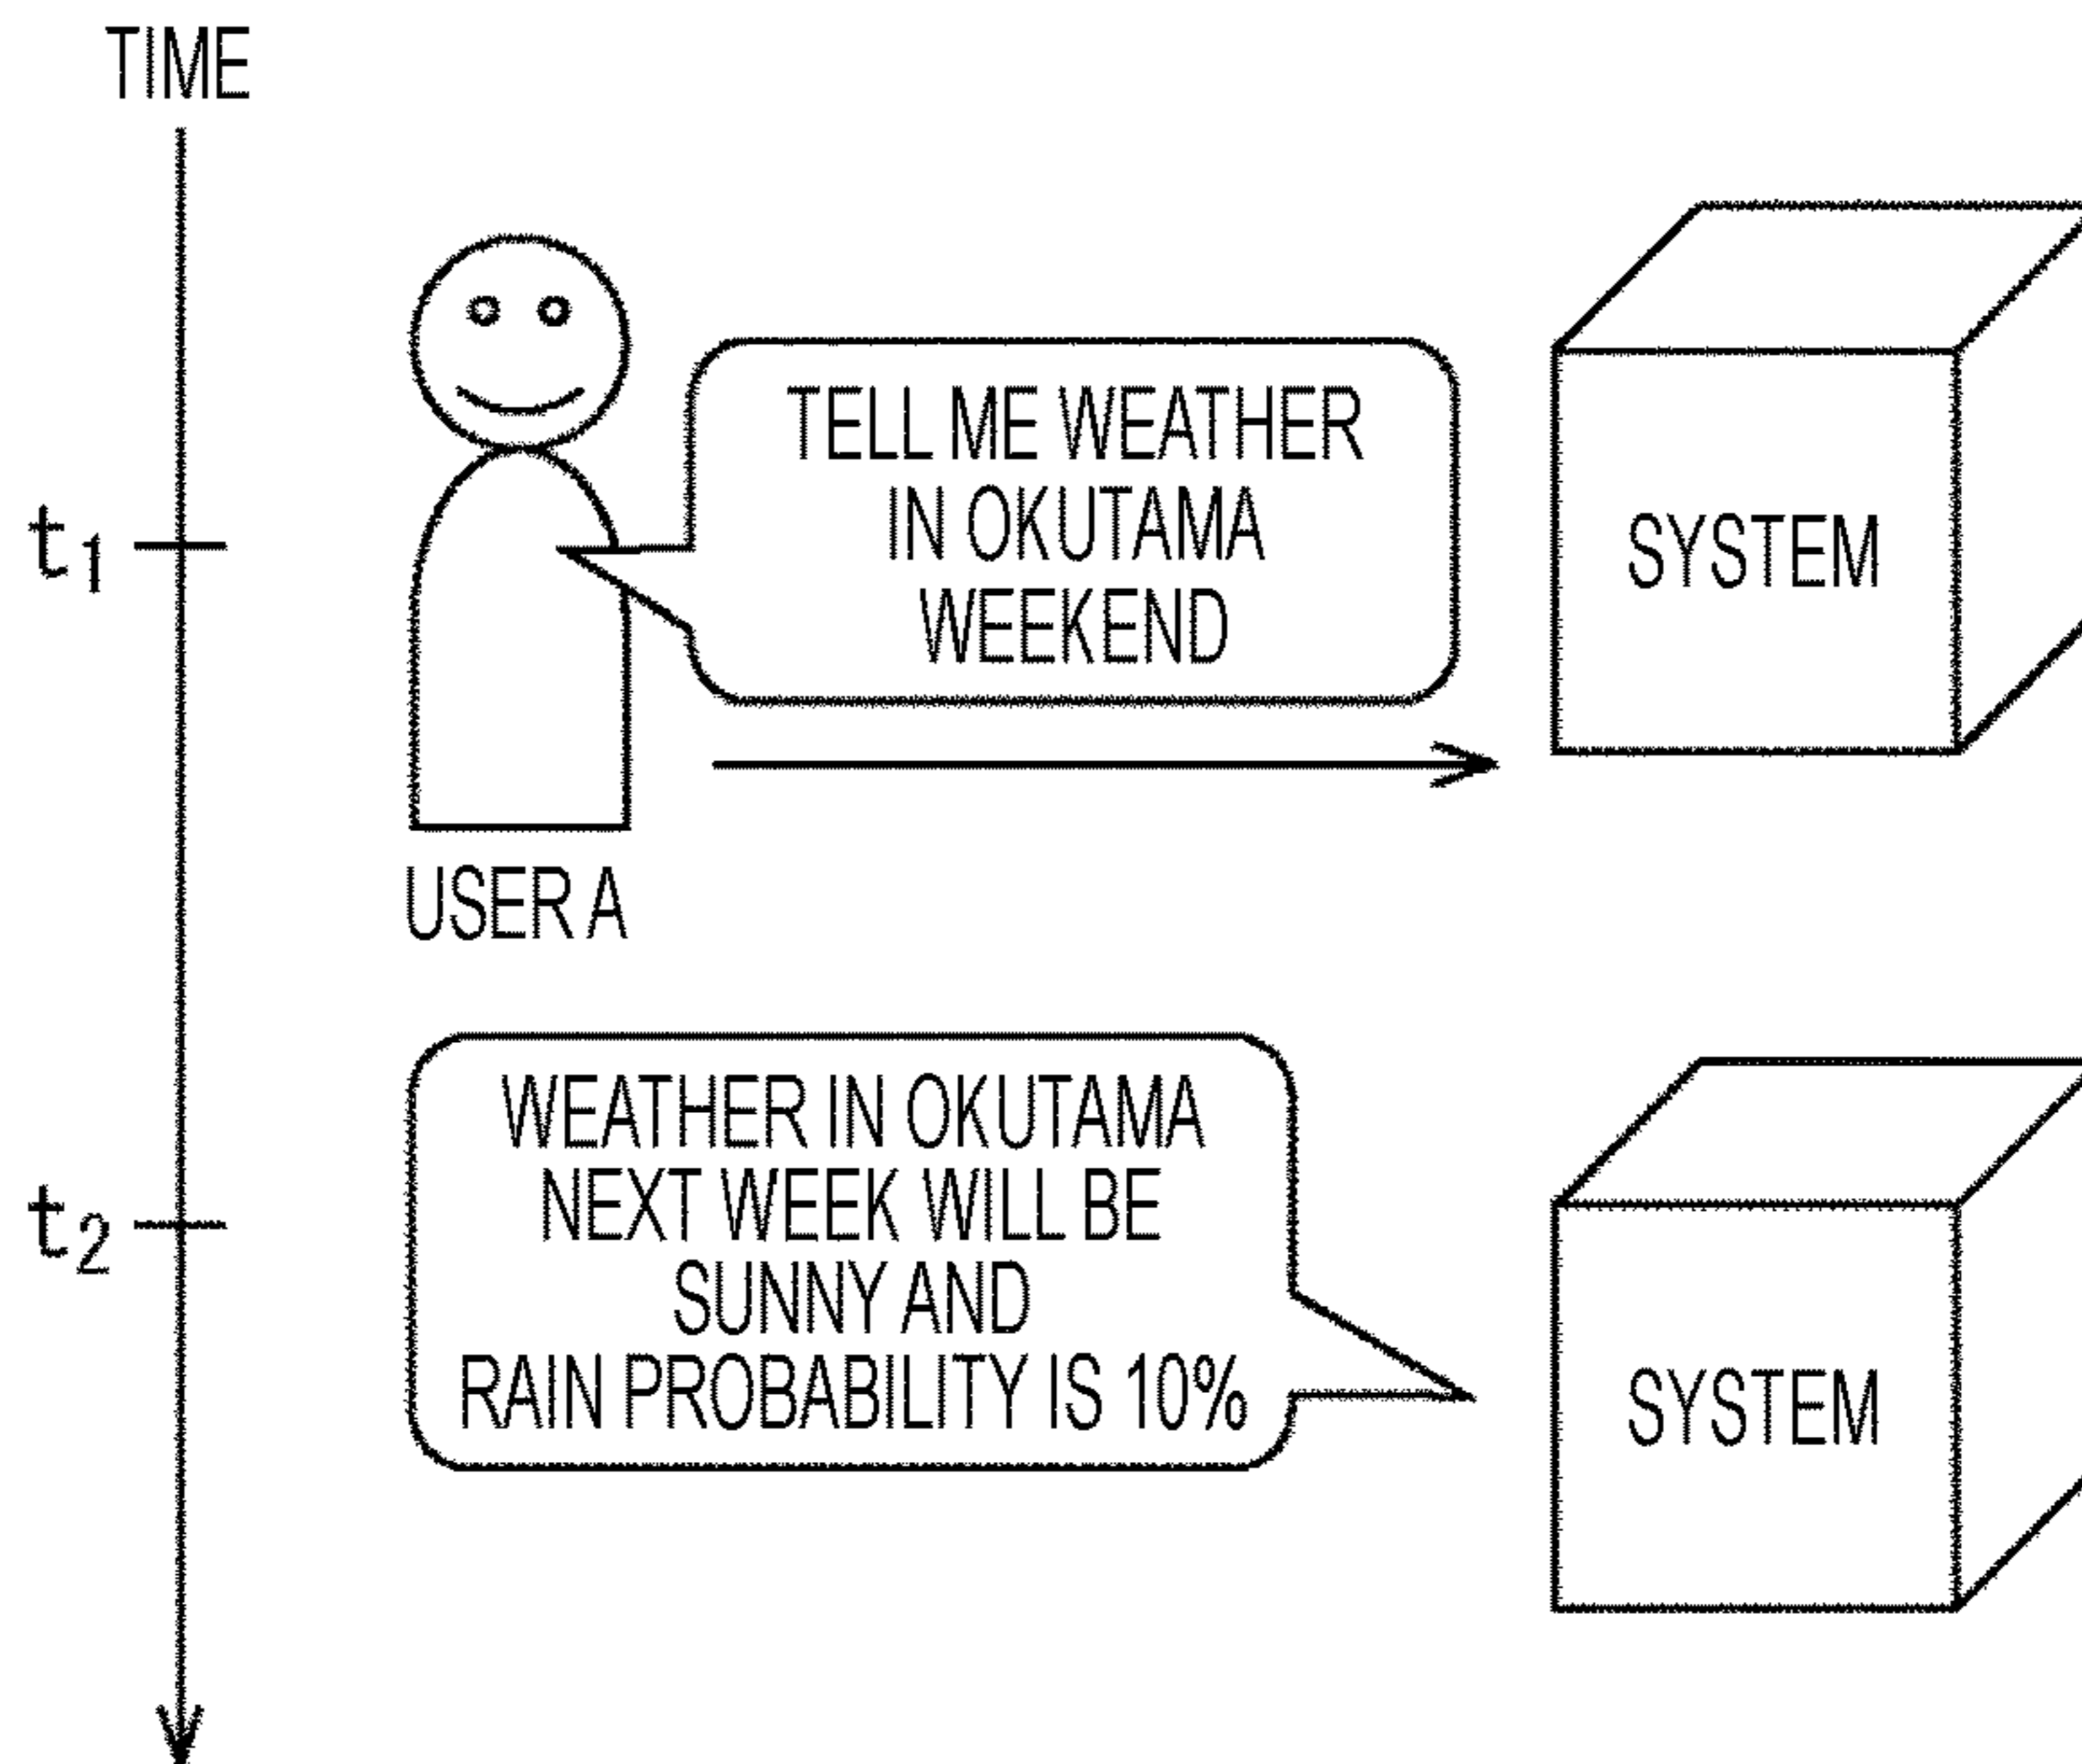 TIME
t1
TELL ME WEATHER
IN OKUTAMA
WEEKEND
SYSTEM
USER A
t2
WEATHER IN OKUTAMA
NEXT WEEK WILL BE
SUNNY AND
RAIN PROBABILITY IS 10%
SYSTEM